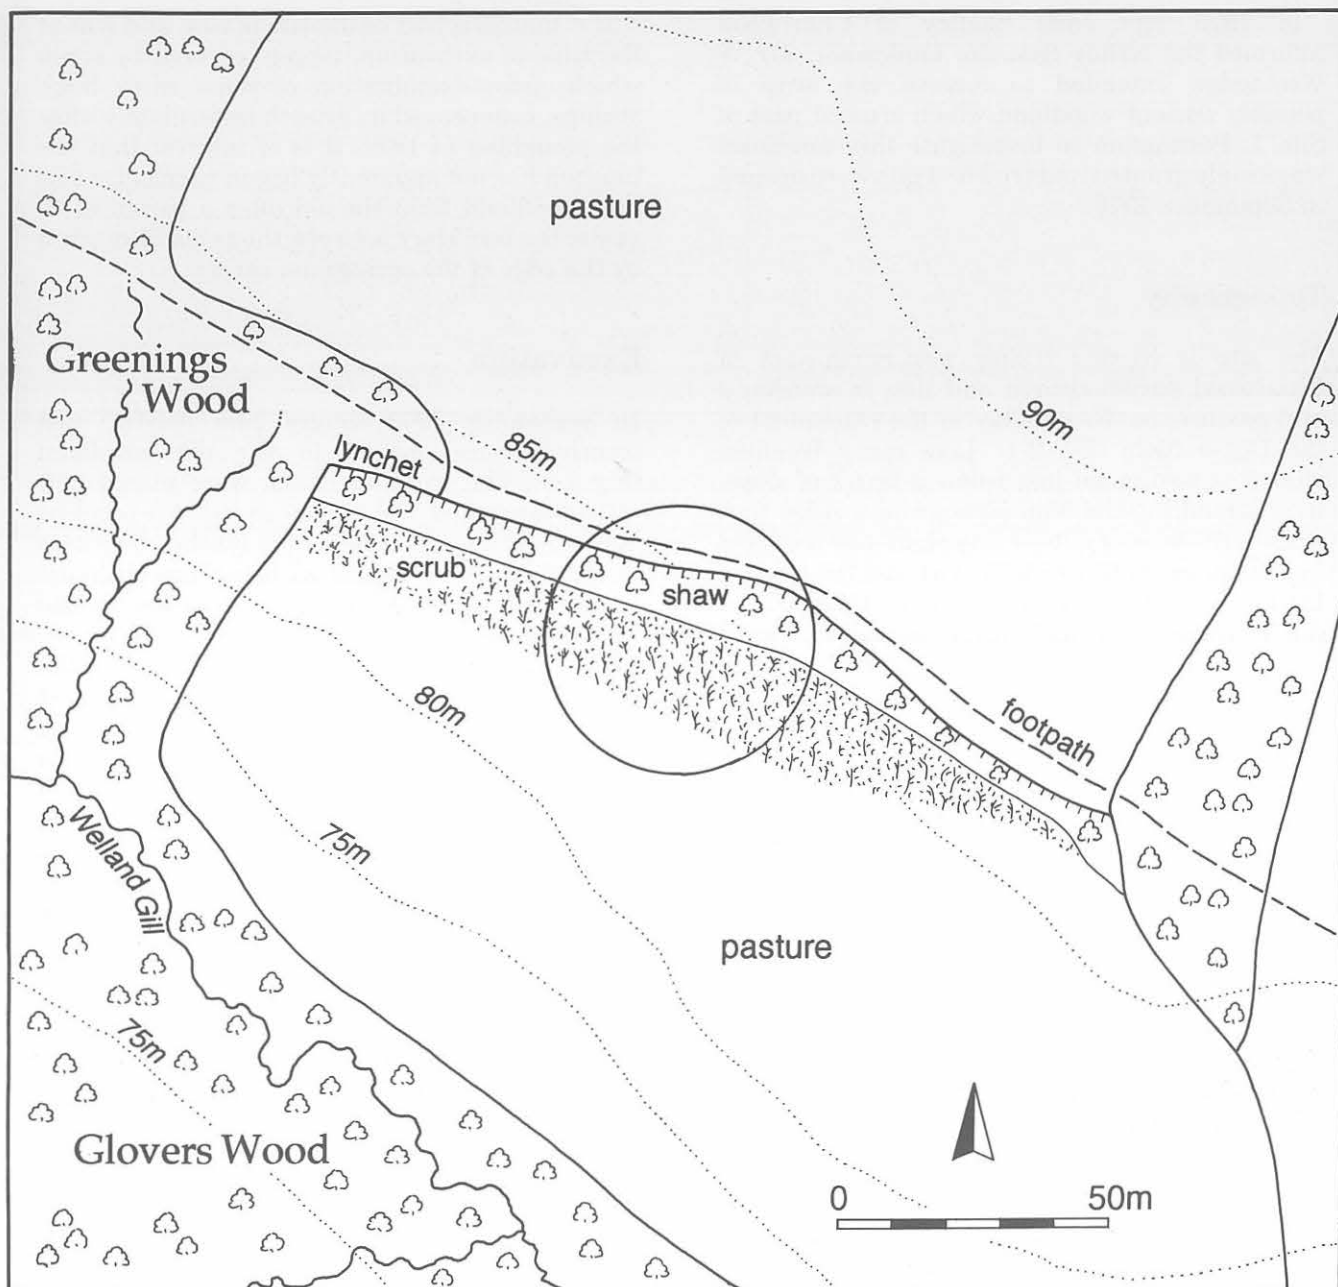 pasture
Greenings
Wood
lynchet
85m
90m
scrub
shaw
80m
footpath
75m
Welland Gill
pasture
75m
Glovers Wood
0
50m